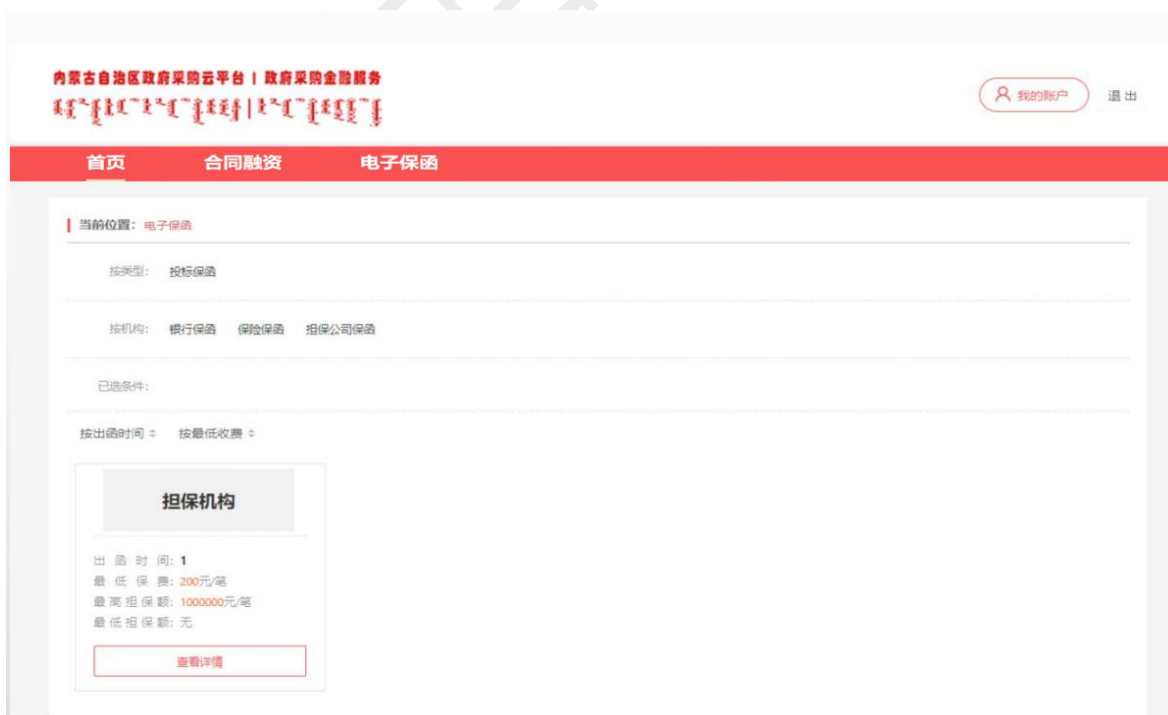 内蒙古自治区政府采购云平台 | 政府采购金融服务
我的账户 退出
首页 合同融资 电子保函
当前位置: 电子保函
按类型: 投标保函
按机构: 银行保函 保险保函 担保公司保函
已选条件:
按出函时间 按最低收费
担保机构
出函时间: 1
最低保费: 200元/笔
最高担保额: 1000000元/笔
最低担保额: 无
查看详情